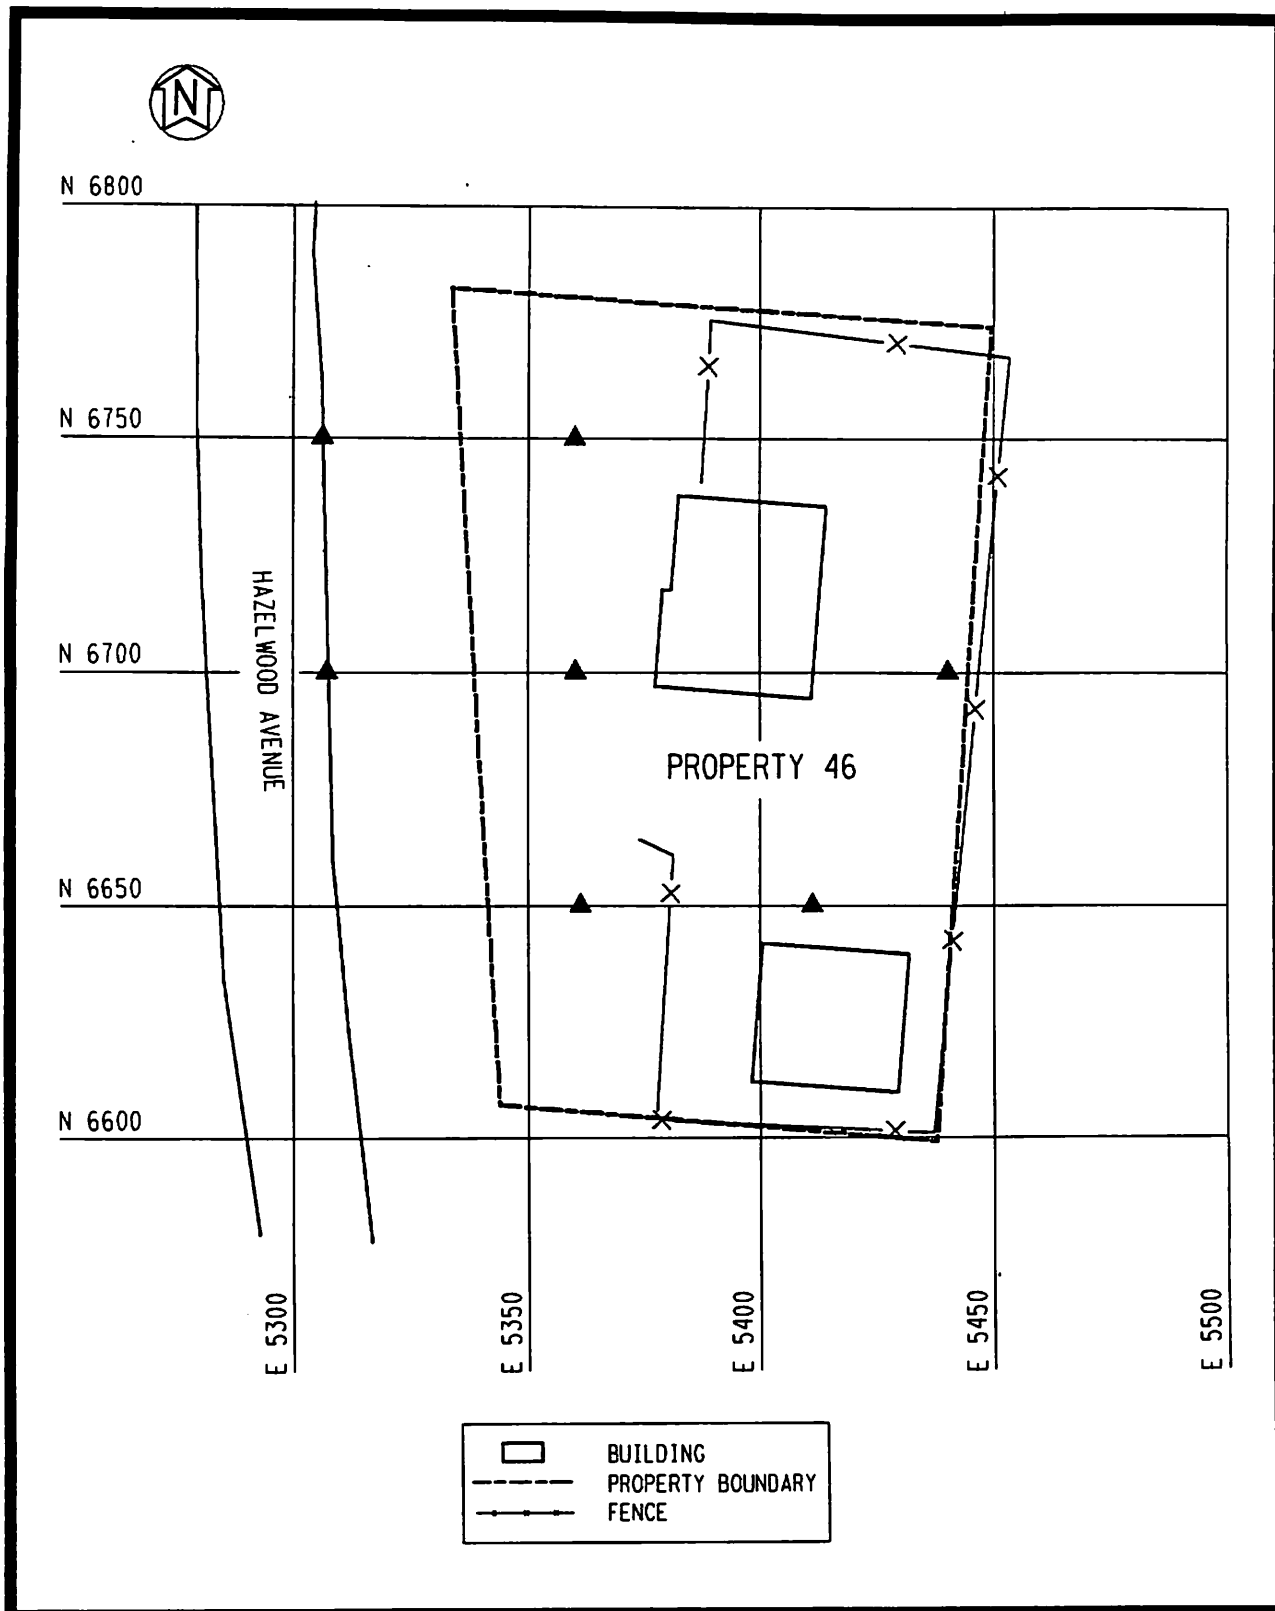 N
N 6800
N 6750
HAZELWOOD AVENUE
N 6700
PROPERTY 46
N 6650
N 6600
E 5300
E 5350
E 5400
E 5450
E 5500
BUILDING
PROPERTY BOUNDARY
FENCE